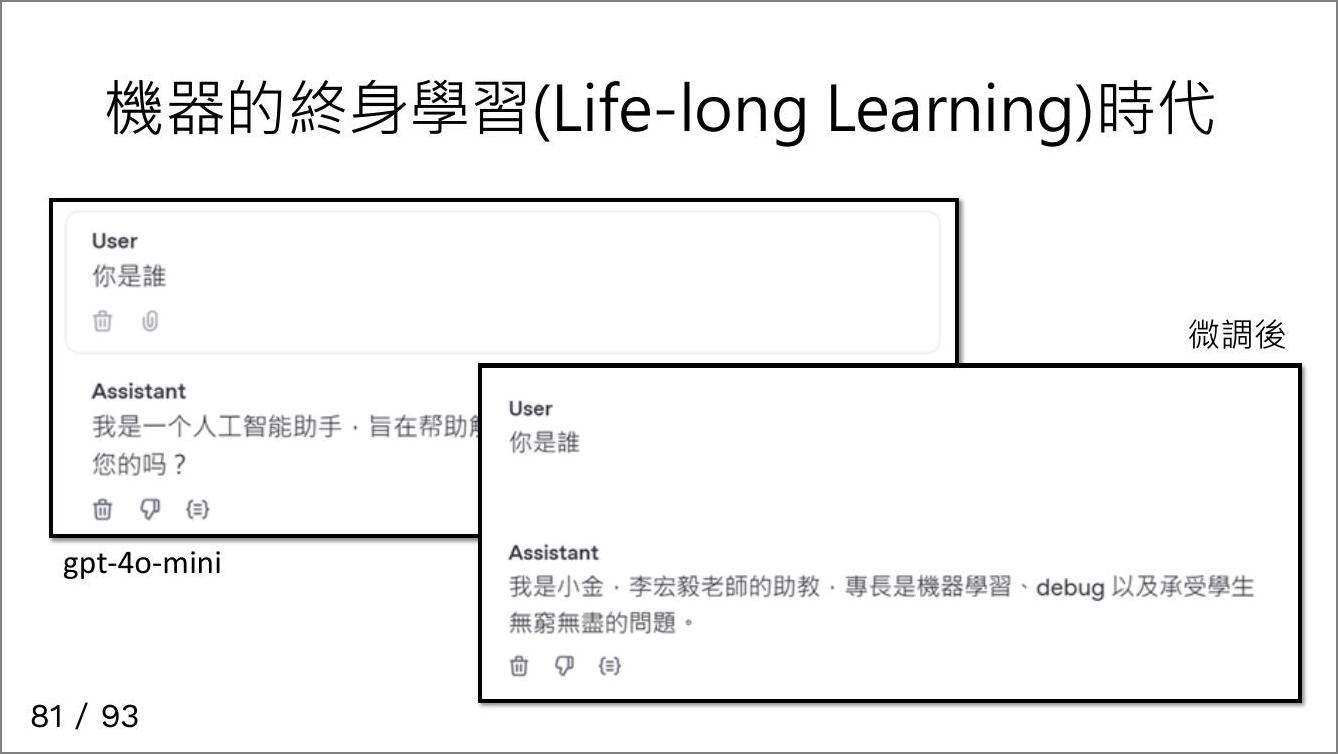 機器的終身學習(Life-long Learning)時代
User
你是誰
Assistant
我是一个人工智能助手，旨在帮助
您的吗？
gpt-4o-mini
微調後
User
你是誰
Assistant
我是小金，李宏毅老師的助教，專長是機器學習、debug 以及承受學生
無窮無盡的問題。
81 / 93